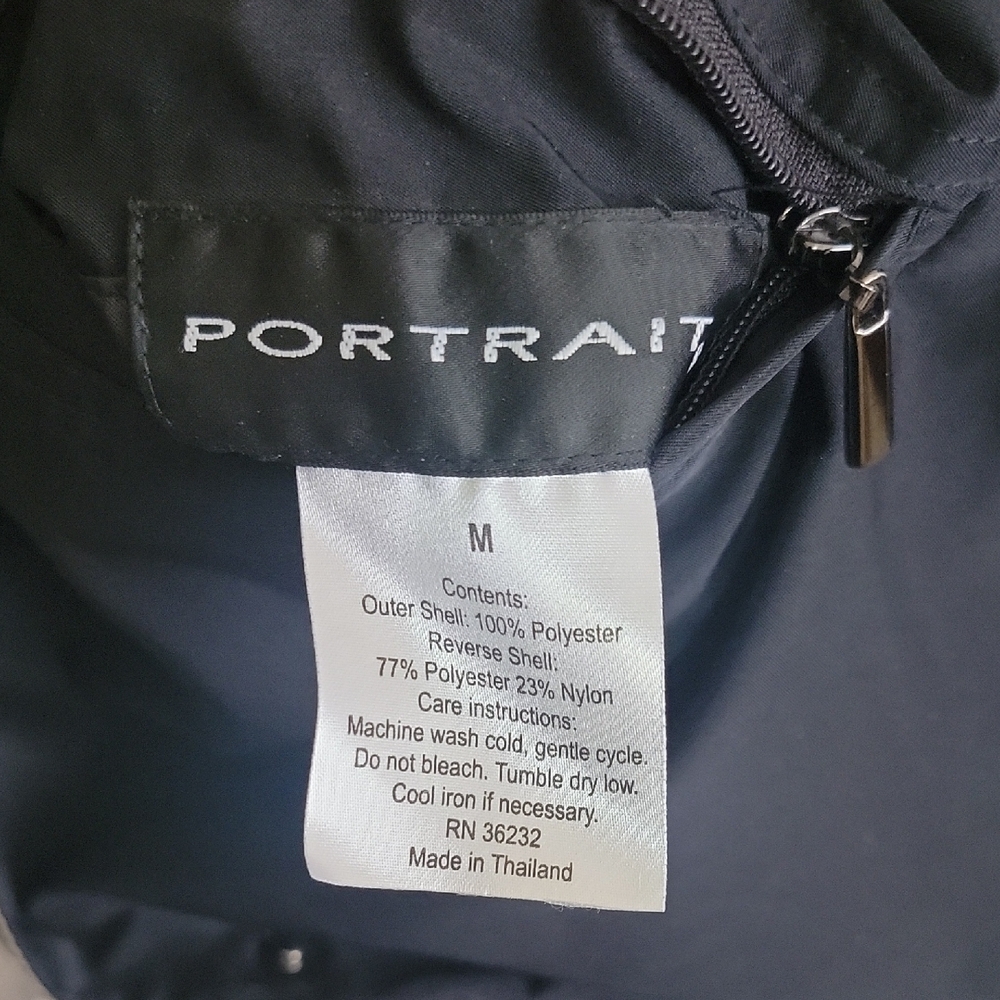 PORTRAIT
M
Contents:
Outer Shell: 100% Polyester
Reverse Shell:
77% Polyester 23% Nylon
Care instructions:
Machine wash cold, gentle cycle.
Do not bleach. Tumble dry low.
Cool iron if necessary.
RN 36232
Made in Thailand